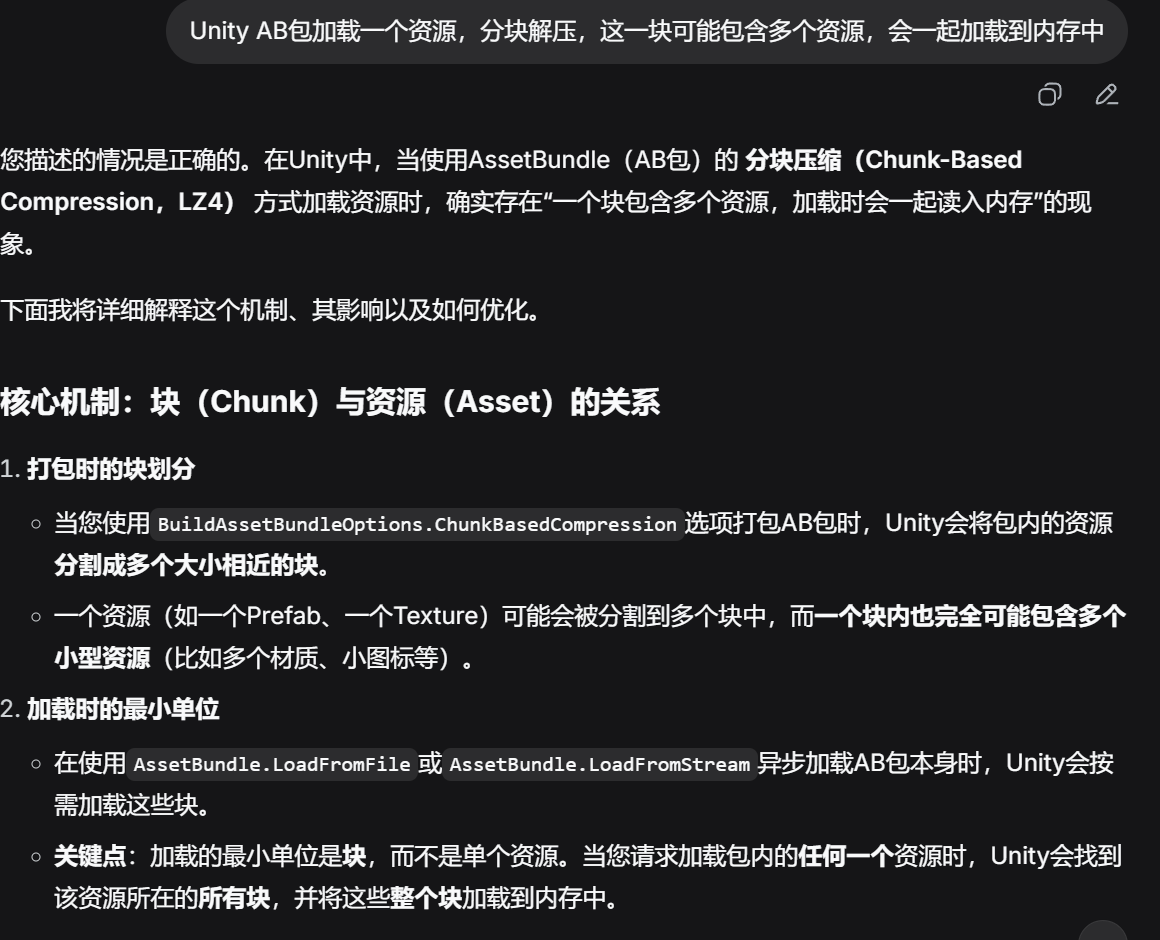 Unity AB包加载一个资源，分块解压，这一块可能包含多个资源，会一起加载到内存中
您描述的情况是正确的。在Unity中，当使用AssetBundle（AB包）的 分块压缩（Chunk-Based
Compression，LZ4） 方式加载资源时，确实存在“一个块包含多个资源，加载时会一起读入内存”的现
象。
下面我将详细解释这个机制、其影响以及如何优化。
核心机制：块（Chunk）与资源（Asset）的关系
1. 打包时的块划分
当您使用 BuildAssetBundleOptions.ChunkBasedCompression 选项打包AB包时，Unity会将包内的资源
分割成多个大小相近的块。
一个资源（如一个Prefab、一个Texture）可能会被分割到多个块中，而一个块内也完全可能包含多个
小型资源（比如多个材质、小图标等）。
2. 加载时的最小单位
在使用 AssetBundle.LoadFromFile 或 AssetBundle.LoadFromStream 异步加载AB包本身时，Unity会按
需加载这些块。
关键点：加载的最小单位是块，而不是单个资源。当您请求加载包内的任何一个资源时，Unity会找到
该资源所在的所有块，并将这些整个块加载到内存中。